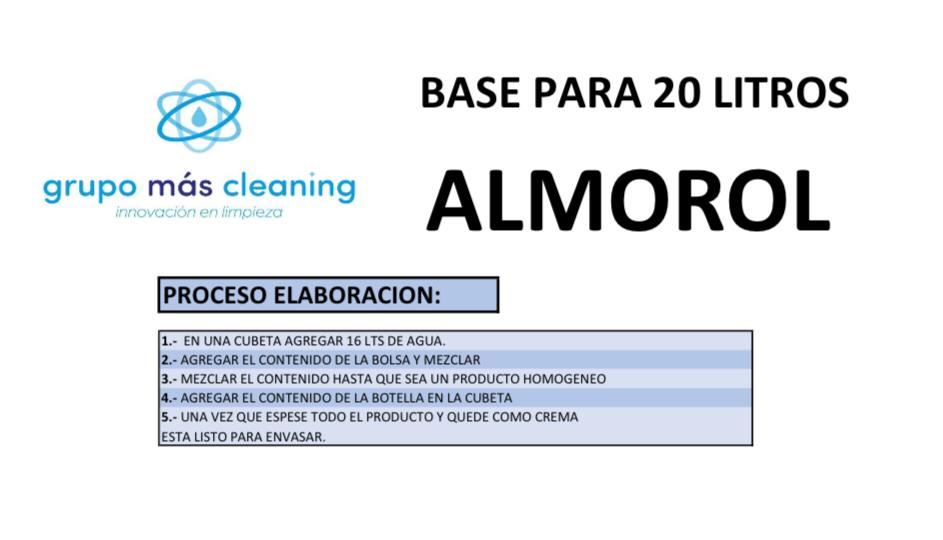 BASE PARA 20 LITROS
grupo más cleaning
innovación en limpieza
ALMOROL
PROCESO ELABORACION:
1.- EN UNA CUBETA AGREGAR 16 LTS DE AGUA.
2.- AGREGAR EL CONTENIDO DE LA BOLSA Y MEZCLAR
3.- MEZCLAR EL CONTENIDO HASTA QUE SEA UN PRODUCTO HOMOGENEO
4.- AGREGAR EL CONTENIDO DE LA BOTELLA EN LA CUBETA
5.- UNA VEZ QUE ESPESE TODO EL PRODUCTO Y QUEDE COMO CREMA
ESTA LISTO PARA ENVASAR.